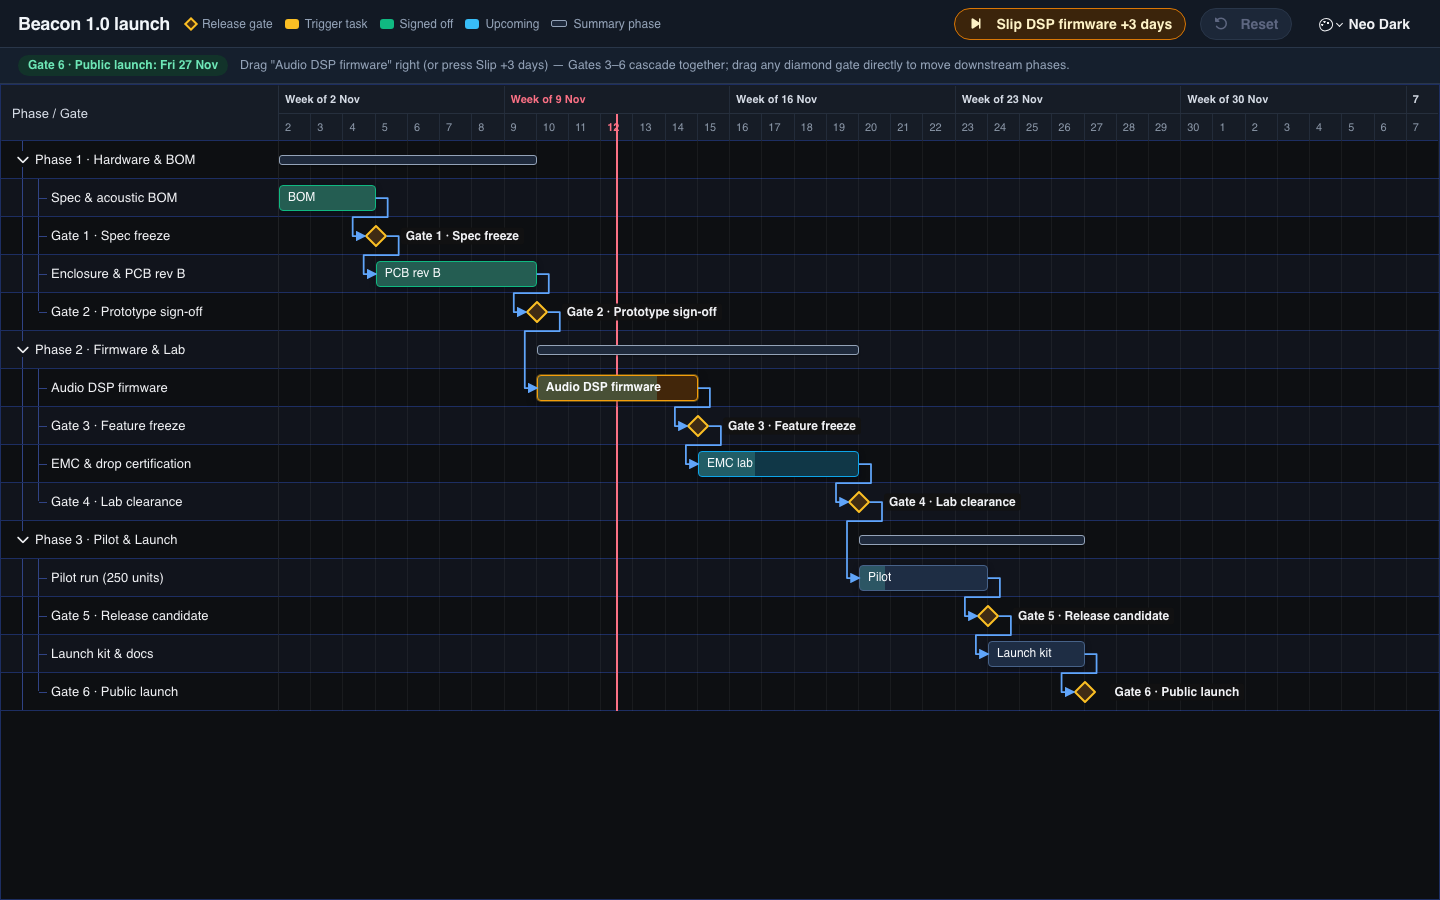 Beacon 1.0 launch
Release gate
Trigger task
Signed off
Upcoming
Summary phase
Slip DSP firmware +3 days
Reset
Neo Dark
Gate 6 · Public launch: Fri 27 Nov
Drag "Audio DSP firmware" right (or press Slip +3 days) — Gates 3–6 cascade together; drag any diamond gate directly to move downstream phases.
Phase / Gate
Week of 2 Nov
Week of 9 Nov
Week of 16 Nov
Week of 23 Nov
Week of 30 Nov
7
2 3 4 5 6 7 8 9 10 11 12 13 14 15 16 17 18 19 20 21 22 23 24 25 26 27 28 29 30 1 2 3 4 5 6 7
Phase 1 · Hardware & BOM
Spec & acoustic BOM
BOM
Gate 1 · Spec freeze
Gate 1 · Spec freeze
Enclosure & PCB rev B
PCB rev B
Gate 2 · Prototype sign-off
Gate 2 · Prototype sign-off
Phase 2 · Firmware & Lab
Audio DSP firmware
Audio DSP firmware
Gate 3 · Feature freeze
Gate 3 · Feature freeze
EMC & drop certification
EMC lab
Gate 4 · Lab clearance
Gate 4 · Lab clearance
Phase 3 · Pilot & Launch
Pilot run (250 units)
Pilot
Gate 5 · Release candidate
Gate 5 · Release candidate
Launch kit & docs
Launch kit
Gate 6 · Public launch
Gate 6 · Public launch